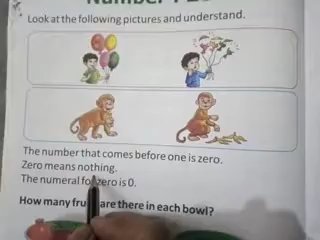 Look at the following pictures and understand.
The number that comes before one is zero.
Zero means nothing.
The numeral for zero is 0.
How many are there in each bowl?